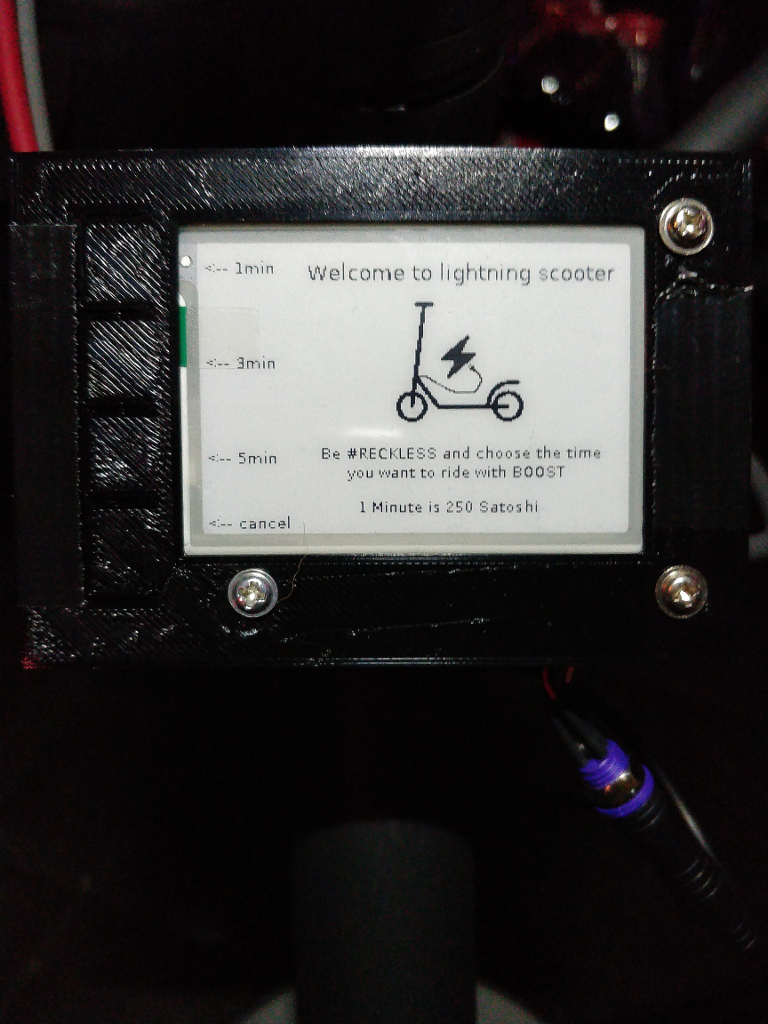 <-- 1min
Welcome to lightning scooter
<-- 3min
<-- 5min
Be #RECKLESS and choose the time
you want to ride with BOOST
1 Minute is 250 Satoshi
<-- cancel